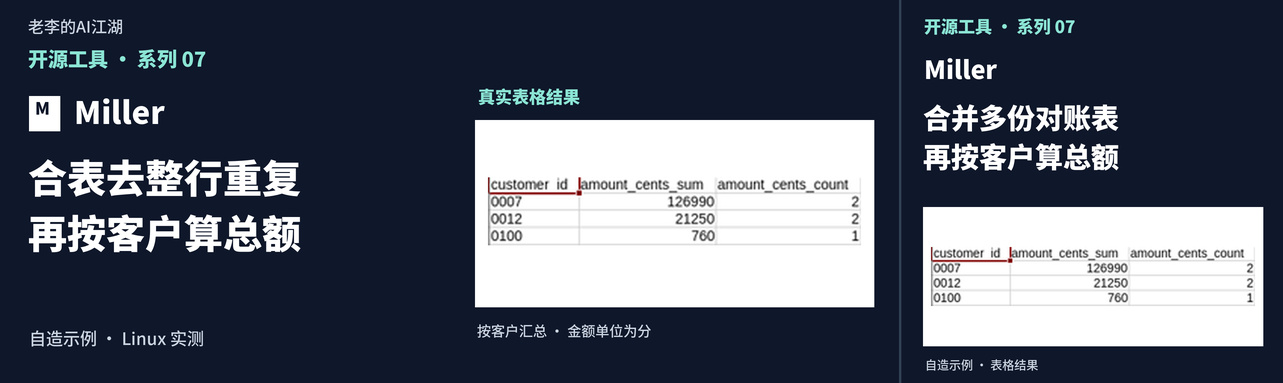 老李的AI江湖
开源工具 · 系列 07
M Miller
合表去整行重复
再按客户算总额
自造示例 · Linux 实测
真实表格结果
customer_id amount_cents_sum amount_cents_count
0007 126990 2
0012 21250 2
0100 760 1
按客户汇总 · 金额单位为分
开源工具 · 系列 07
Miller
合并多份对账表
再按客户算总额
customer_id amount_cents_sum amount_cents_count
0007 126990 2
0012 21250 2
0100 760 1
自造示例 · 表格结果